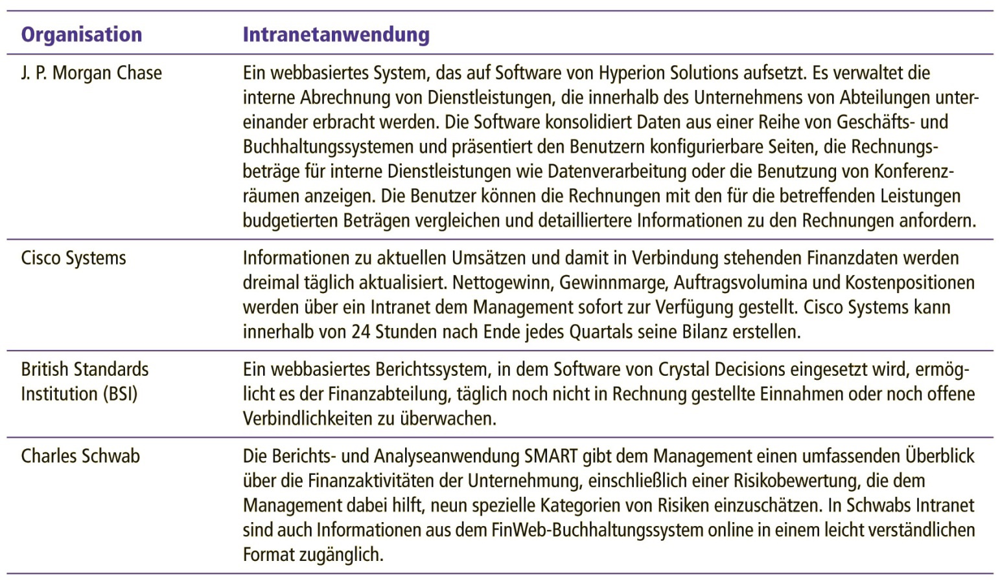 Organisation Intranetanwendung
J. P. Morgan Chase Ein webbasiertes System, das auf Software von Hyperion Solutions aufsetzt. Es verwaltet die
interne Abrechnung von Dienstleistungen, die innerhalb des Unternehmens von Abteilungen unter-
einander erbracht werden. Die Software konsolidiert Daten aus einer Reihe von Geschäfts- und
Buchhaltungssystemen und präsentiert den Benutzern konfigurierbare Seiten, die Rechnungs-
beträge für interne Dienstleistungen wie Datenverarbeitung oder die Benutzung von Konferenz-
räumen anzeigen. Die Benutzer können die Rechnungen mit den für die betreffenden Leistungen
budgetierten Beträgen vergleichen und detailliertere Informationen zu den Rechnungen anfordern.
Cisco Systems Informationen zu aktuellen Umsätzen und damit in Verbindung stehenden Finanzdaten werden
dreimal täglich aktualisiert. Nettogewinn, Gewinnmarge, Auftragsvolumina und Kostenpositionen
werden über ein Intranet dem Management sofort zur Verfügung gestellt. Cisco Systems kann
innerhalb von 24 Stunden nach Ende jedes Quartals seine Bilanz erstellen.
British Standards Ein webbasiertes Berichtssystem, in dem Software von Crystal Decisions eingesetzt wird, ermög-
Institution (BSI) licht es der Finanzabteilung, täglich noch nicht in Rechnung gestellte Einnahmen oder noch offene
Verbindlichkeiten zu überwachen.
Charles Schwab Die Berichts- und Analyseanwendung SMART gibt dem Management einen umfassenden Überblick
über die Finanzaktivitäten der Unternehmung, einschließlich einer Risikobewertung, die dem
Management dabei hilft, neun spezielle Kategorien von Risiken einzuschätzen. In Schwabs Intranet
sind auch Informationen aus dem FinWeb-Buchhaltungssystem online in einem leicht verständlichen
Format zugänglich.